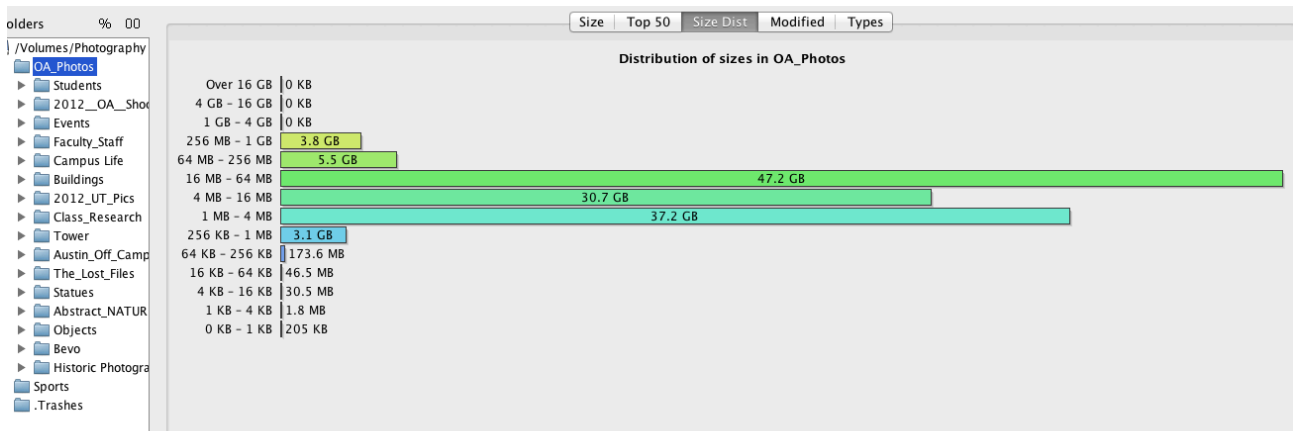 olders % 00
Size Top 50 Size Dist Modified Types
/Volumes/Photography
OA_Photos
Students
2012__OA__Shoo
Events
Faculty_Staff
Campus Life
Buildings
2012_UT_Pics
Class_Research
Tower
Austin_Off_Camp
The_Lost_Files
Statues
Abstract_NATUR
Objects
Bevo
Historic Photogra
Sports
.Trashes
Distribution of sizes in OA_Photos
Over 16 GB 0 KB
4 GB – 16 GB 0 KB
1 GB – 4 GB 0 KB
256 MB – 1 GB 3.8 GB
64 MB – 256 MB 5.5 GB
16 MB – 64 MB 47.2 GB
4 MB – 16 MB 30.7 GB
1 MB – 4 MB 37.2 GB
256 KB – 1 MB 3.1 GB
64 KB – 256 KB 173.6 MB
16 KB – 64 KB 46.5 MB
4 KB – 16 KB 30.5 MB
1 KB – 4 KB 1.8 MB
0 KB – 1 KB 205 KB